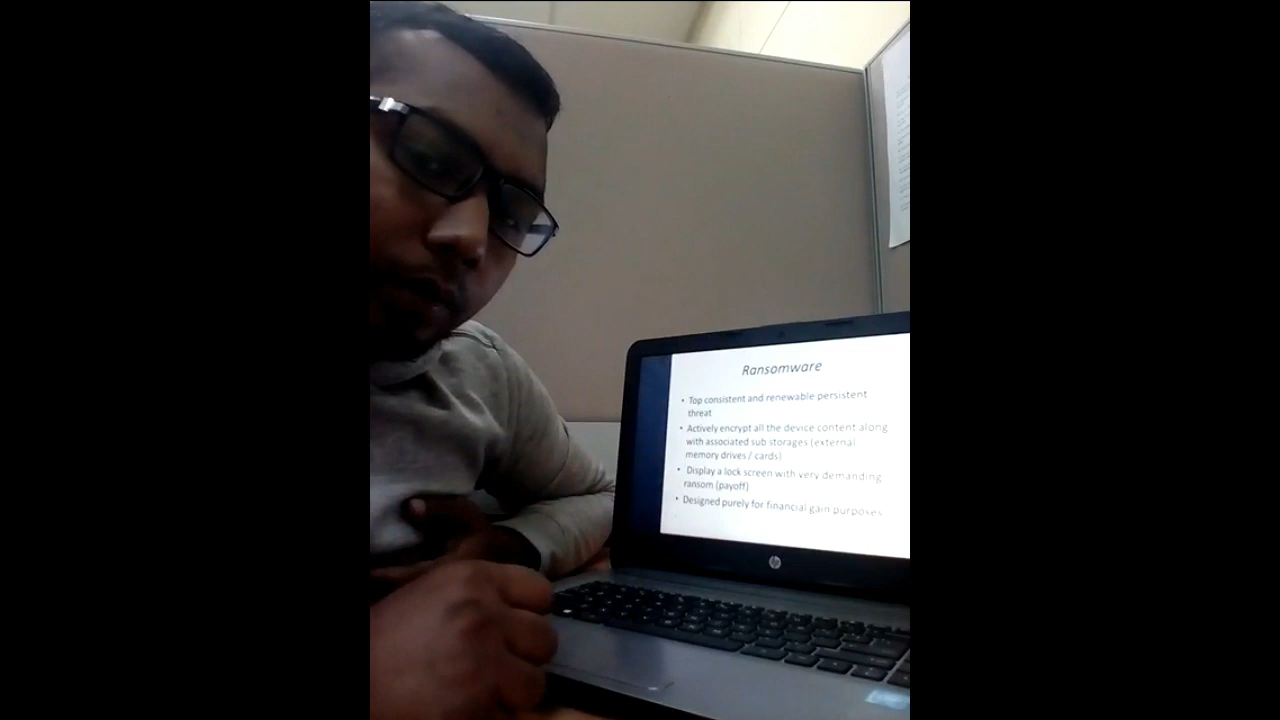 Ransomware
• Top consistent and renewable persistent
threat
• Actively encrypt all the device content along
with associated sub storages (external
memory drives / cards)
• Display a lock screen with very demanding
ransom (payoff)
• Designed purely for financial gain purposes
hp